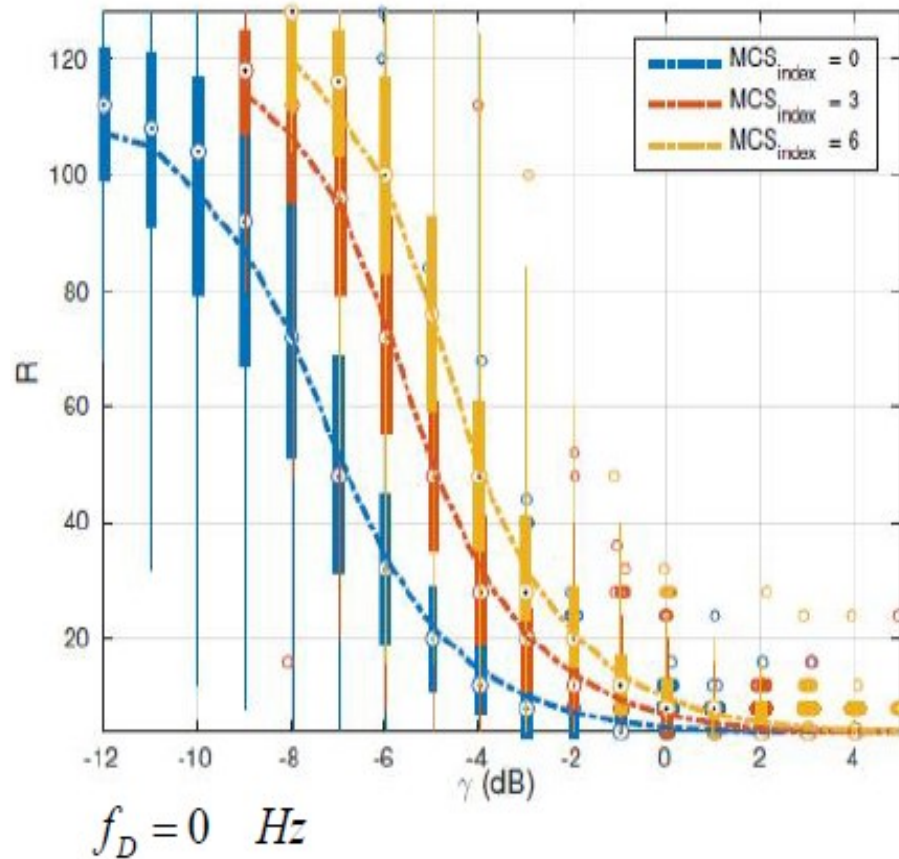 120
100
80
60
40
20
R
MCS_index = 0
MCS_index = 3
MCS_index = 6
-12 -10 -8 -6 -4 -2 0 2 4
γ (dB)
f_D = 0 Hz